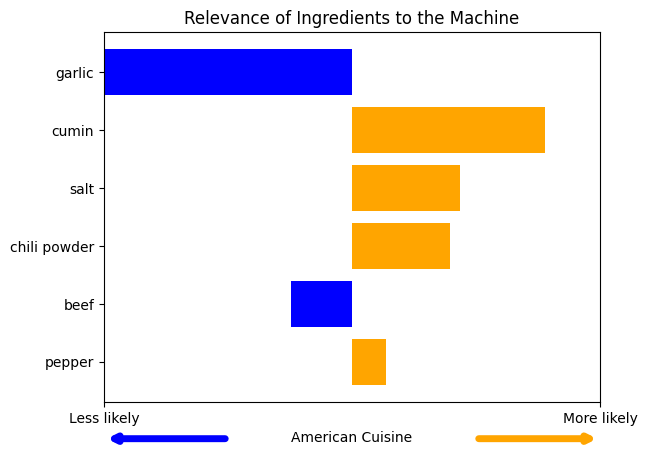 Relevance of Ingredients to the Machine
garlic
cumin
salt
chili powder
beef
pepper
Less likely
More likely
American Cuisine